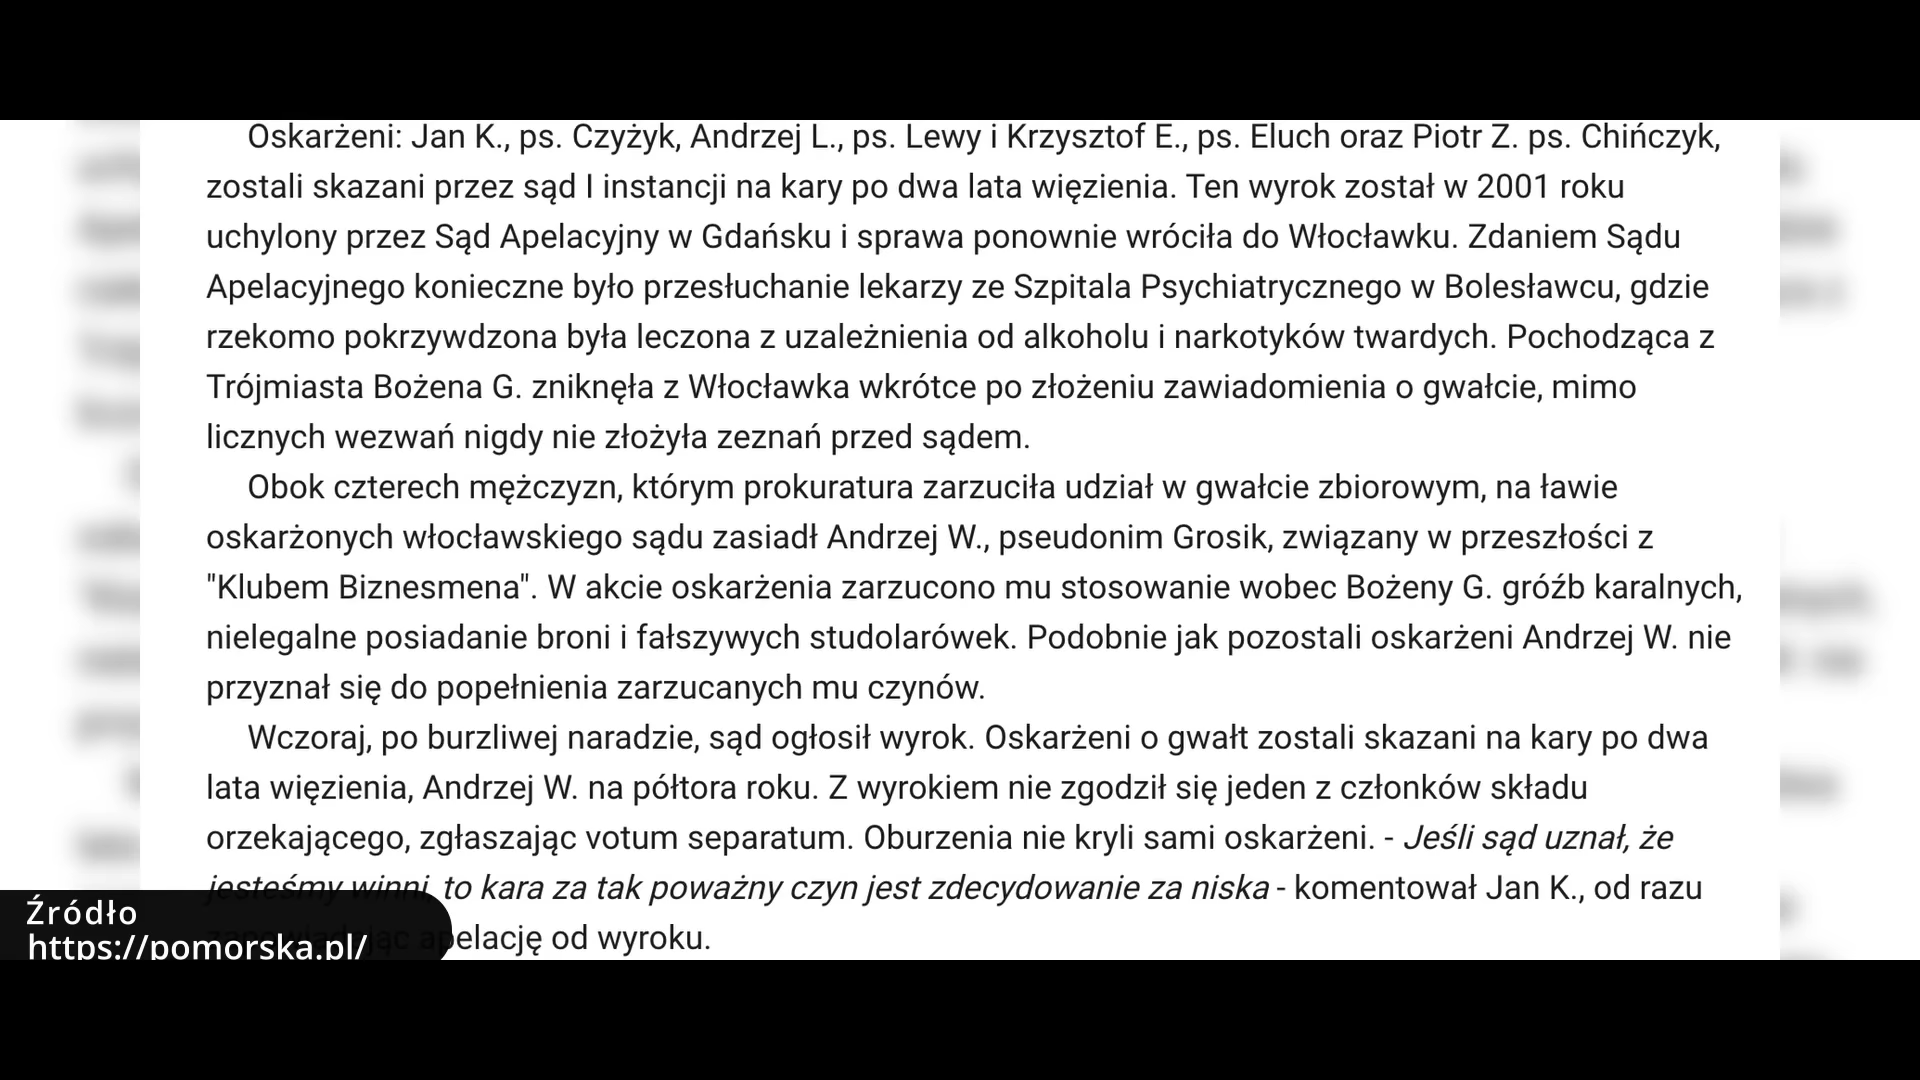 Oskarżeni: Jan K., ps. Czyżyk, Andrzej L., ps. Lewy i Krzysztof E., ps. Eluch oraz Piotr Z. ps. Chińczyk,
zostali skazani przez sąd I instancji na kary po dwa lata więzienia. Ten wyrok został w 2001 roku
uchylony przez Sąd Apelacyjny w Gdańsku i sprawa ponownie wróciła do Włocławku. Zdaniem Sądu
Apelacyjnego konieczne było przesłuchanie lekarzy ze Szpitala Psychiatrycznego w Bolesławcu, gdzie
rzekomo pokrzywdzona była leczona z uzależnienia od alkoholu i narkotyków twardych. Pochodząca z
Trójmiasta Bożena G. zniknęła z Włocławka wkrótce po złożeniu zawiadomienia o gwałcie, mimo
licznych wezwań nigdy nie złożyła zeznań przed sądem.
Obok czterech mężczyzn, którym prokuratura zarzuciła udział w gwałcie zbiorowym, na ławie
oskarżonych włocławskiego sądu zasiadł Andrzej W., pseudonim Grosik, związany w przeszłości z
"Klubem Biznesmena". W akcie oskarżenia zarzucono mu stosowanie wobec Bożeny G. gróźb karalnych,
nielegalne posiadanie broni i fałszywych studolarówek. Podobnie jak pozostali oskarżeni Andrzej W. nie
przyznał się do popełnienia zarzucanych mu czynów.
Wczoraj, po burzliwej naradzie, sąd ogłosił wyrok. Oskarżeni o gwałt zostali skazani na kary po dwa
lata więzienia, Andrzej W. na półtora roku. Z wyrokiem nie zgodził się jeden z członków składu
orzekającego, zgłaszając votum separatum. Oburzenia nie kryli sami oskarżeni. - Jeśli sąd uznał, że
jesteśmy winni, to kara za tak poważny czyn jest zdecydowanie za niska - komentował Jan K., od razu
zapowiadając apelację od wyroku.
Źródło
https://pomorska.pl/